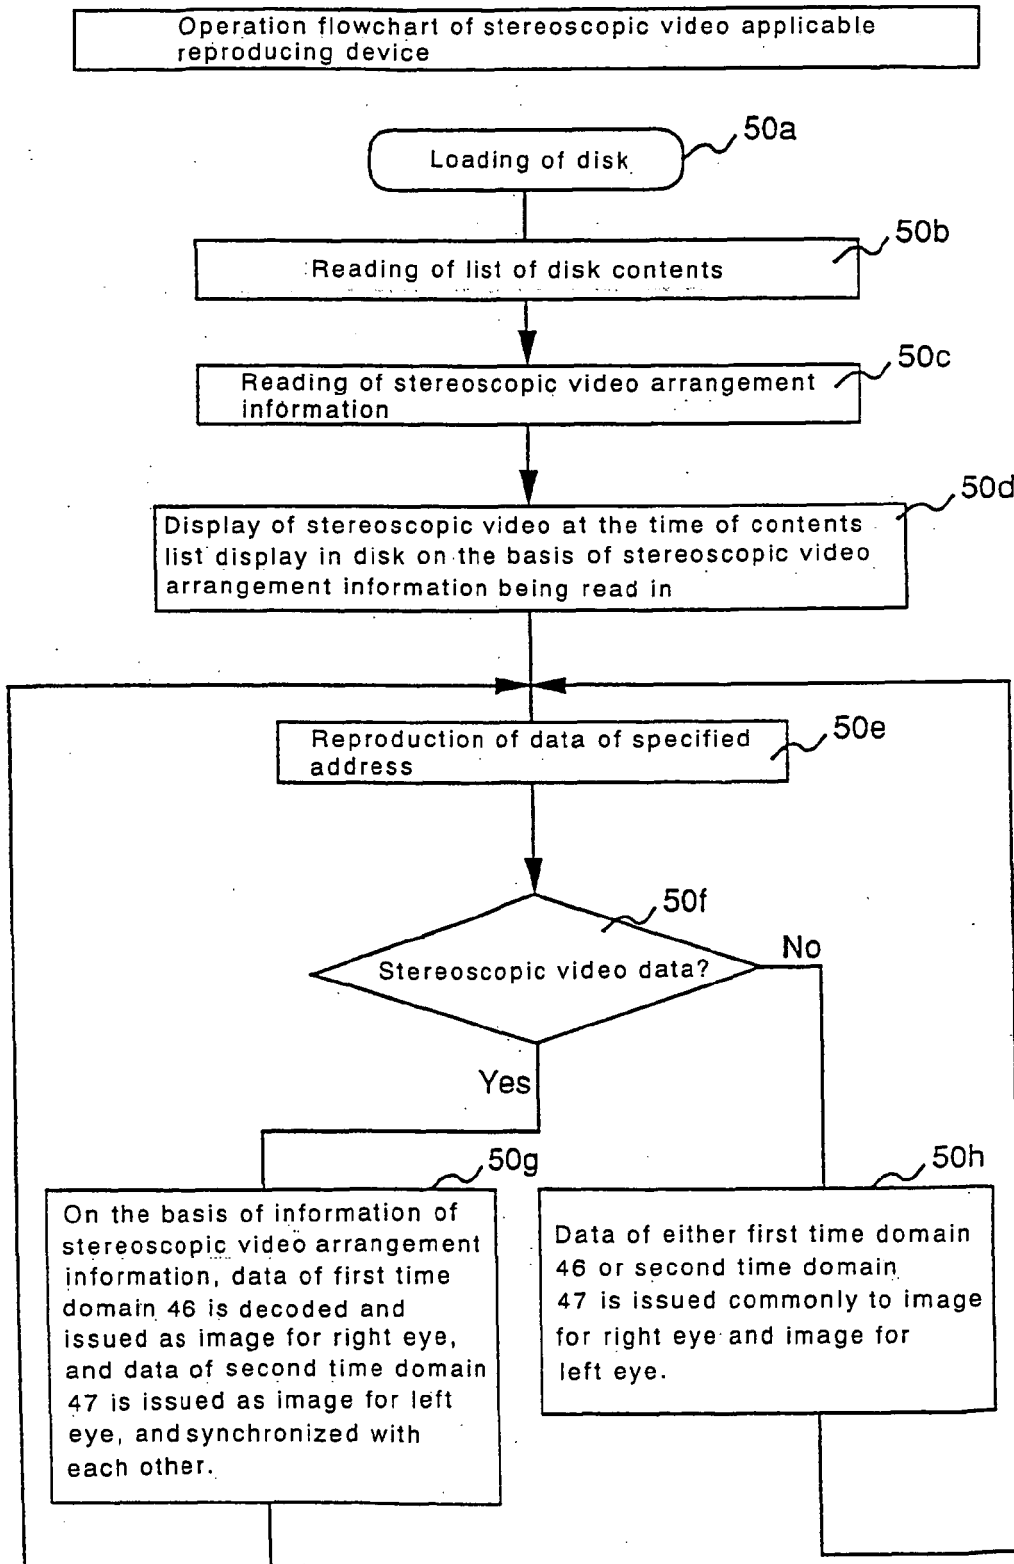 Operation flowchart of stereoscopic video applicable
reproducing device
50a
Loading of disk
50b
Reading of list of disk contents
50c
Reading of stereoscopic video arrangement
information
50d
Display of stereoscopic video at the time of contents
list display in disk on the basis of stereoscopic video
arrangement information being read in
50e
Reproduction of data of specified
address
50f
Stereoscopic video data?
No
Yes
50g
On the basis of information of
stereoscopic video arrangement
information, data of first time
domain 46 is decoded and
issued as image for right eye,
and data of second time domain
47 is issued as image for left
eye, and synchronized with
each other.
50h
Data of either first time domain
46 or second time domain
47 is issued commonly to image
for right eye and image for
left eye.